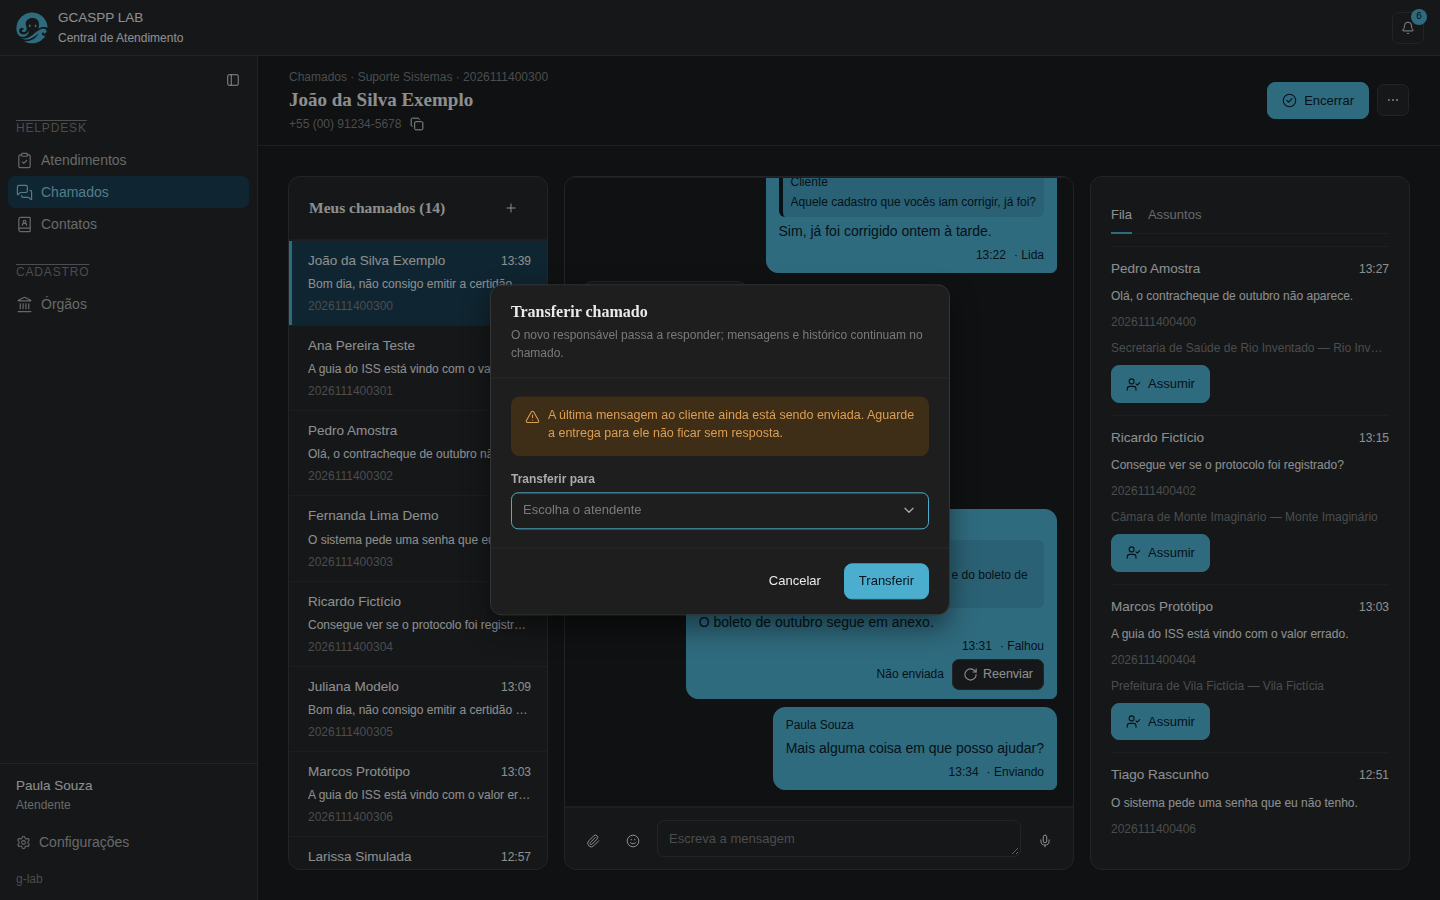 GCASPP LAB
Central de Atendimento
6
HELPDESK
Atendimentos
Chamados
Contatos
CADASTRO
Órgãos
Paula Souza
Atendente
Configurações
g-lab
Chamados · Suporte Sistemas · 2026111400300
João da Silva Exemplo
+55 (00) 91234-5678
Encerrar
Meus chamados (14)
João da Silva Exemplo 13:39
Bom dia, não consigo emitir a certidão
2026111400300
Ana Pereira Teste
A guia do ISS está vindo com o va
2026111400301
Pedro Amostra
Olá, o contracheque de outubro nã
2026111400302
Fernanda Lima Demo
O sistema pede uma senha que eu
2026111400303
Ricardo Fictício
Consegue ver se o protocolo foi registr…
2026111400304
Juliana Modelo 13:09
Bom dia, não consigo emitir a certidão …
2026111400305
Marcos Protótipo 13:03
A guia do ISS está vindo com o valor er…
2026111400306
Larissa Simulada 12:57
Cliente
Aquele cadastro que vocês iam corrigir, já foi?
Sim, já foi corrigido ontem à tarde.
13:22 · Lida
Transferir chamado
O novo responsável passa a responder; mensagens e histórico continuam no
chamado.
A última mensagem ao cliente ainda está sendo enviada. Aguarde
a entrega para ele não ficar sem resposta.
Transferir para
Escolha o atendente
Cancelar
Transferir
e do boleto de
O boleto de outubro segue em anexo.
13:31 · Falhou
Não enviada
Reenviar
Paula Souza
Mais alguma coisa em que posso ajudar?
13:34 · Enviando
Escreva a mensagem
Fila
Assuntos
Pedro Amostra 13:27
Olá, o contracheque de outubro não aparece.
2026111400400
Secretaria de Saúde de Rio Inventado — Rio Inv…
Assumir
Ricardo Fictício 13:15
Consegue ver se o protocolo foi registrado?
2026111400402
Câmara de Monte Imaginário — Monte Imaginário
Assumir
Marcos Protótipo 13:03
A guia do ISS está vindo com o valor errado.
2026111400404
Prefeitura de Vila Fictícia — Vila Fictícia
Assumir
Tiago Rascunho 12:51
O sistema pede uma senha que eu não tenho.
2026111400406